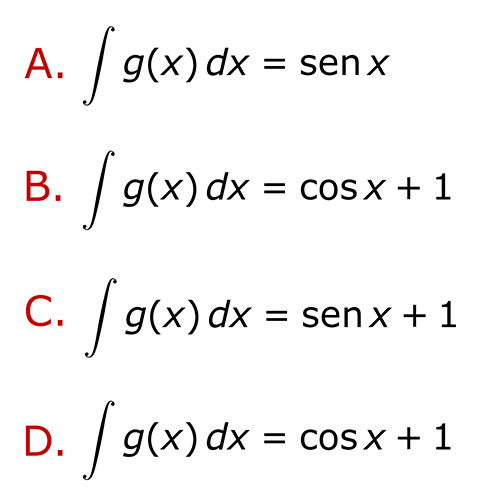 A. ∫ g(x) dx = sen x
B. ∫ g(x) dx = cos x + 1
C. ∫ g(x) dx = sen x + 1
D. ∫ g(x) dx = cos x + 1